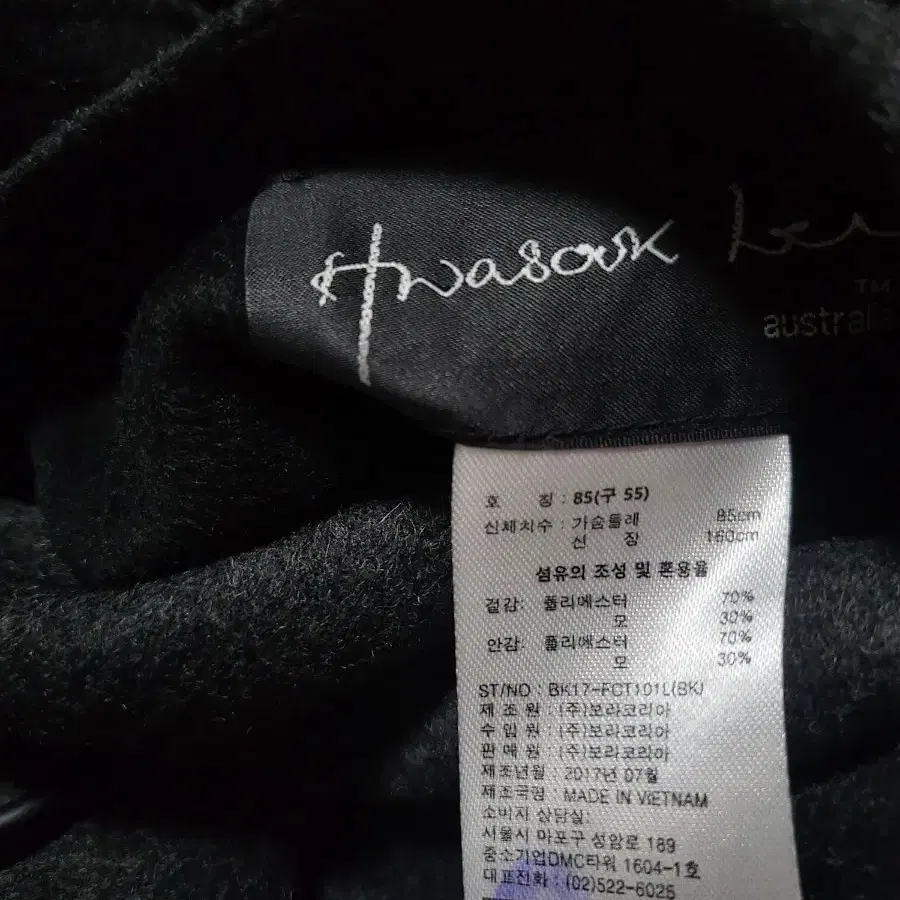 Hwasook Le
TM
australia
호 칭 : 85(구 55)
신체치수 : 가슴둘레 85cm
신 장 160cm
섬유의 조성 및 혼용율
겉감: 폴리에스터 70%
모 30%
안감: 폴리에스터 70%
모 30%
ST/NO : BK17-FCT101L(BK)
제 조 원 : (주)보라코리아
수 입 원 : (주)보라코리아
판 매 원 : (주)보라코리아
제조년월 : 2017년 07월
제조국명 : MADE IN VIETNAM
소비자 상담실:
서울시 마포구 성암로 189
중소기업DMC타워 1604-1호
대표전화 : (02)522-6025